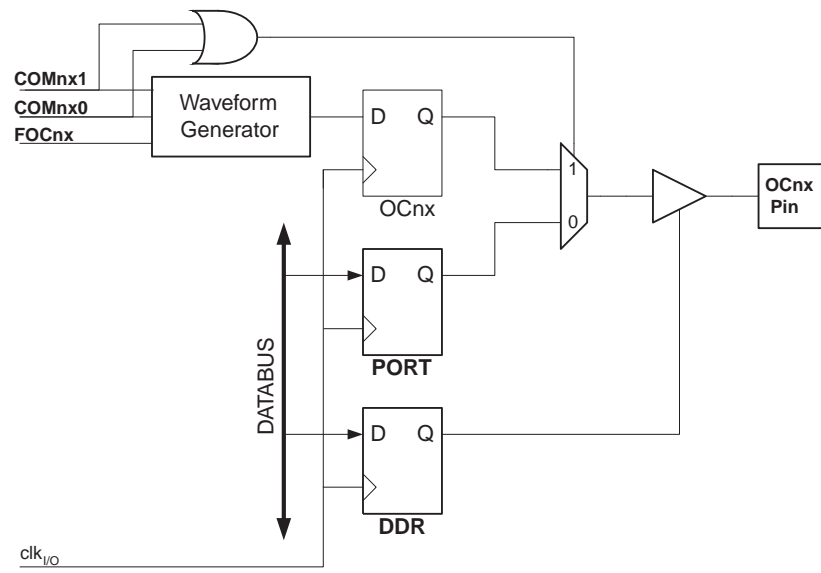 COMnx1
COMnx0
FOCnx
Waveform
Generator
D Q
OCnx
1
0
OCnx
Pin
D Q
PORT
DATABUS
D Q
DDR
clkI/O